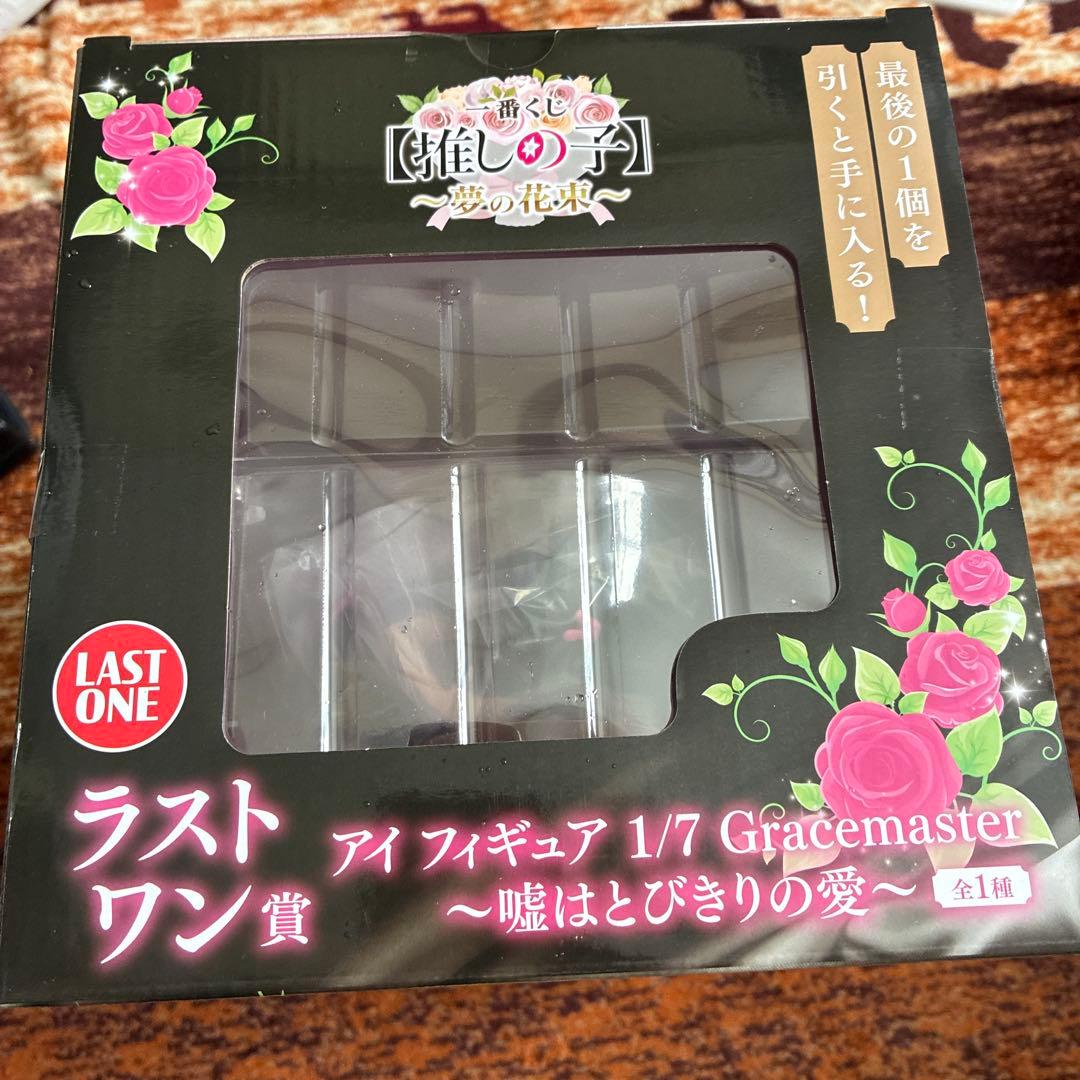 一番くじ
【推しの子】
～夢の花束～
最後の1個を
引くと手に入る！
LAST
ONE
ラスト
ワン賞
アイ フィギュア 1/7 Gracemaster
～嘘はとびきりの愛～
全1種